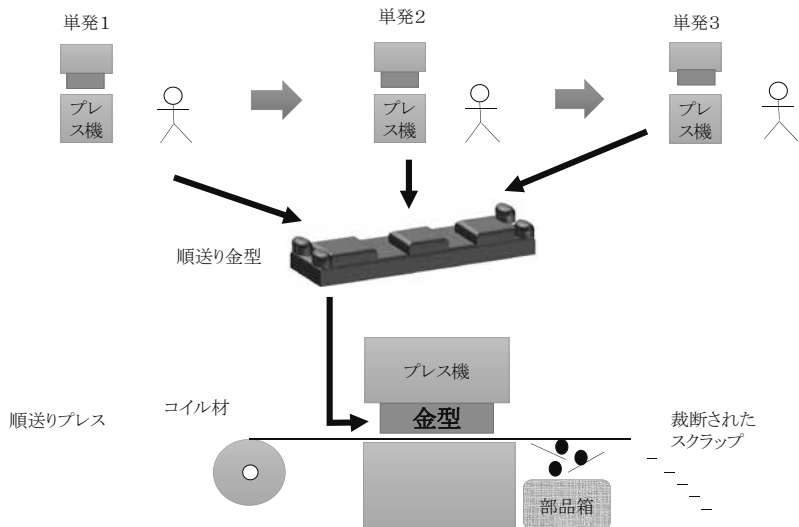 単発1
単発2
単発3
プレ
ス機
プレ
ス機
プレ
ス機
順送り金型
プレス機
金型
順送りプレス
コイル材
裁断された
スクラップ
部品箱